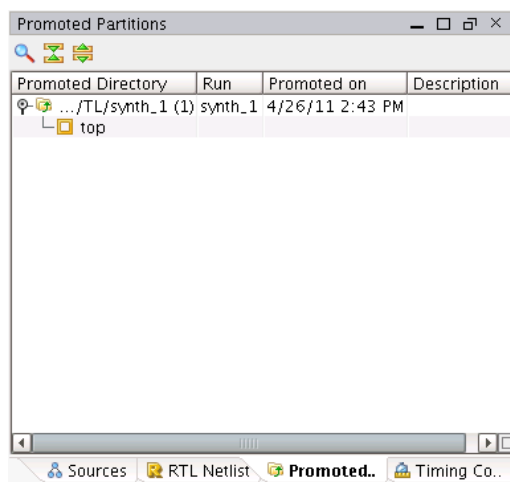 Promoted Partitions
Promoted Directory Run Promoted on Description
.../TL/synth_1 (1) synth_1 4/26/11 2:43 PM
top
Sources RTL Netlist Promoted.. Timing Co..